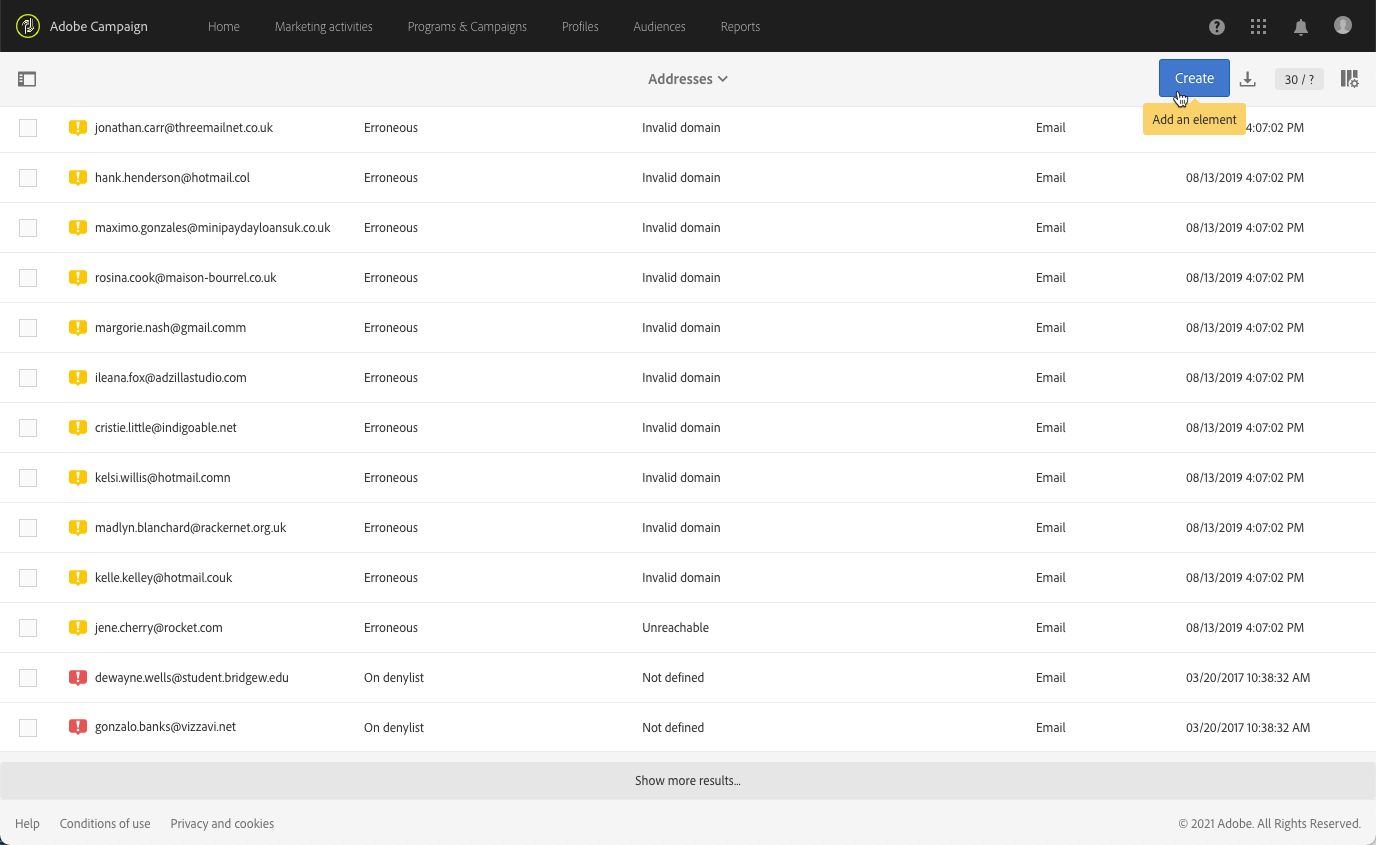 Adobe Campaign Home Marketing activities Programs & Campaigns Profiles Audiences Reports
Addresses Create 30 / ?
Add an element
jonathan.carr@threemailnet.co.uk Erroneous Invalid domain Email 4:07:02 PM
hank.henderson@hotmail.col Erroneous Invalid domain Email 08/13/2019 4:07:02 PM
maximo.gonzales@minipaydayloansuk.co.uk Erroneous Invalid domain Email 08/13/2019 4:07:02 PM
rosina.cook@maison-bourrel.co.uk Erroneous Invalid domain Email 08/13/2019 4:07:02 PM
margorie.nash@gmail.comm Erroneous Invalid domain Email 08/13/2019 4:07:02 PM
ileana.fox@adzillastudio.com Erroneous Invalid domain Email 08/13/2019 4:07:02 PM
cristie.little@indigoable.net Erroneous Invalid domain Email 08/13/2019 4:07:02 PM
kelsi.willis@hotmail.comn Erroneous Invalid domain Email 08/13/2019 4:07:02 PM
madlyn.blanchard@rackernet.org.uk Erroneous Invalid domain Email 08/13/2019 4:07:02 PM
kelle.kelley@hotmail.couk Erroneous Invalid domain Email 08/13/2019 4:07:02 PM
jene.cherry@rocket.com Erroneous Unreachable Email 08/13/2019 4:07:02 PM
dewayne.wells@student.bridgew.edu On denylist Not defined Email 03/20/2017 10:38:32 AM
gonzalo.banks@vizzavi.net On denylist Not defined Email 03/20/2017 10:38:32 AM
Show more results...
Help Conditions of use Privacy and cookies © 2021 Adobe. All Rights Reserved.